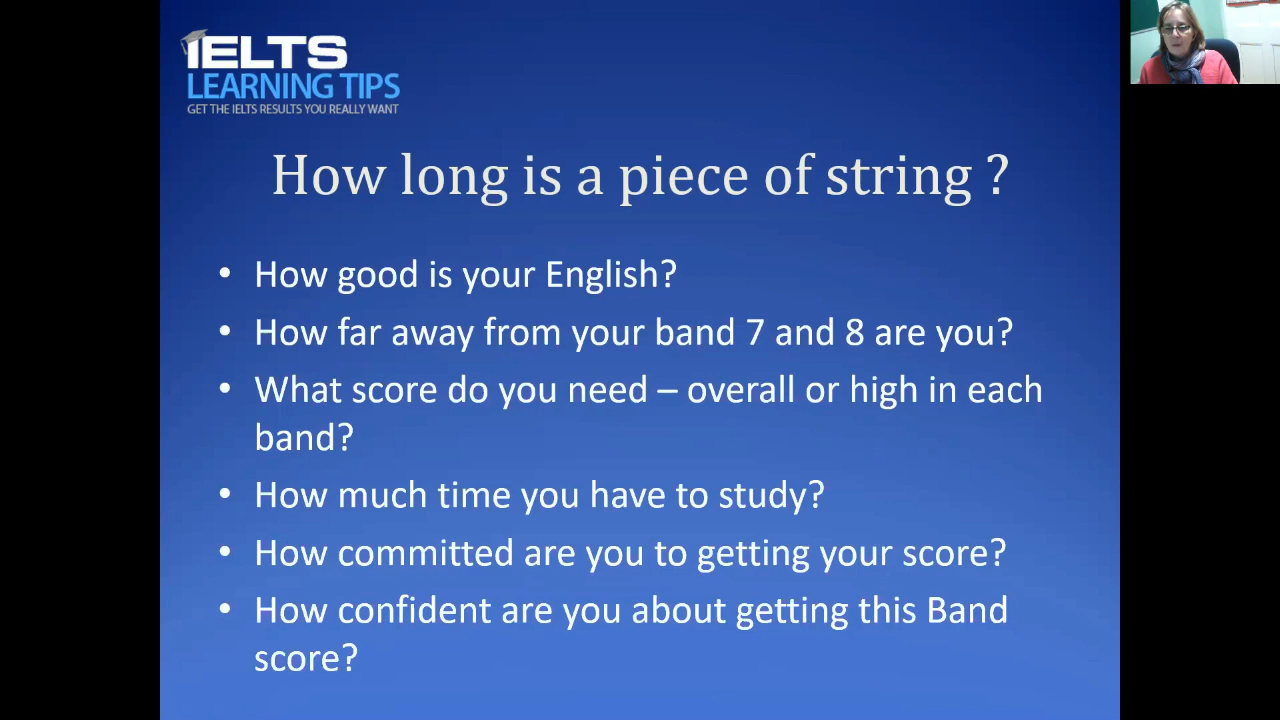 IELTS
LEARNING TIPS
GET THE IELTS RESULTS YOU REALLY WANT
How long is a piece of string ?
• How good is your English?
• How far away from your band 7 and 8 are you?
• What score do you need – overall or high in each
band?
• How much time you have to study?
• How committed are you to getting your score?
• How confident are you about getting this Band
score?